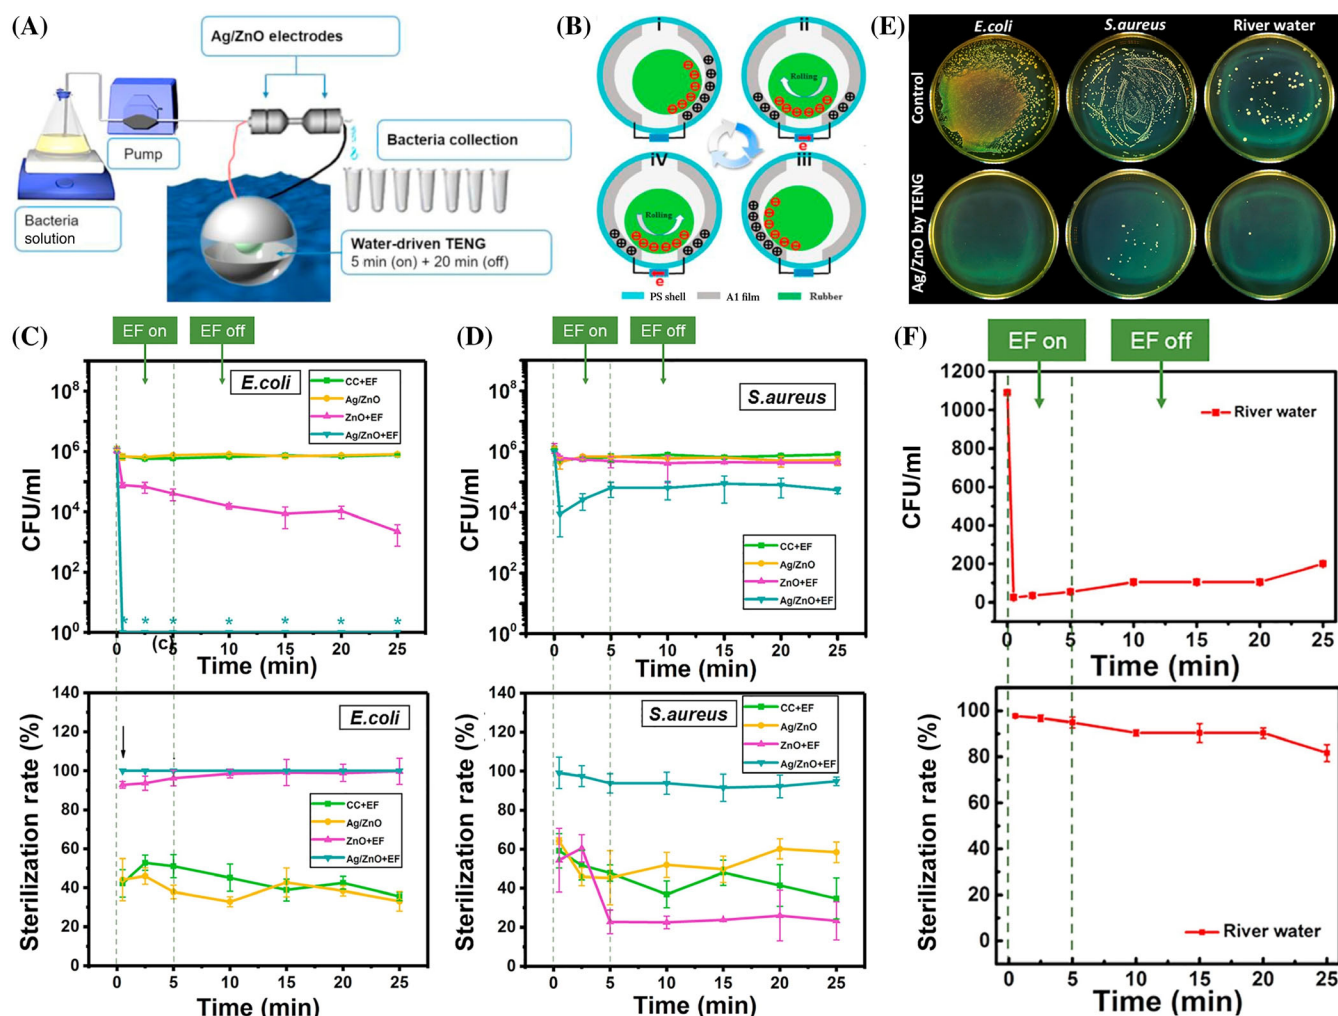 (A)
Ag/ZnO electrodes
Pump
Bacteria collection
Bacteria
solution
Water-driven TENG
5 min (on) + 20 min (off)
(B)
i
ii
Rolling
e
iv
iii
Rolling
e
PS shell
A1 film
Rubber
(E)
E.coli
S.aureus
River water
Control
Ag/ZnO by TENG
(C)
EF on
EF off
E.coli
CC+EF
Ag/ZnO
ZnO+EF
Ag/ZnO+EF
CFU/ml
10^8
10^6
10^4
10^2
10^0
* * * * * *
0 5 10 15 20 25
(c)
Time (min)
E.coli
CC+EF
Ag/ZnO
ZnO+EF
Ag/ZnO+EF
Sterilization rate (%)
140
120
100
80
60
40
20
0
0 5 10 15 20 25
Time (min)
(D)
EF on
EF off
S.aureus
CC+EF
Ag/ZnO
ZnO+EF
Ag/ZnO+EF
CFU/ml
10^8
10^6
10^4
10^2
10^0
0 5 10 15 20 25
Time (min)
S.aureus
CC+EF
Ag/ZnO
ZnO+EF
Ag/ZnO+EF
Sterilization rate (%)
140
120
100
80
60
40
20
0
0 5 10 15 20 25
Time (min)
(F)
EF on
EF off
River water
CFU/ml
1200
1000
800
600
400
200
0
0 5 10 15 20 25
Time (min)
River water
Sterilization rate (%)
100
80
60
40
20
0
0 5 10 15 20 25
Time (min)